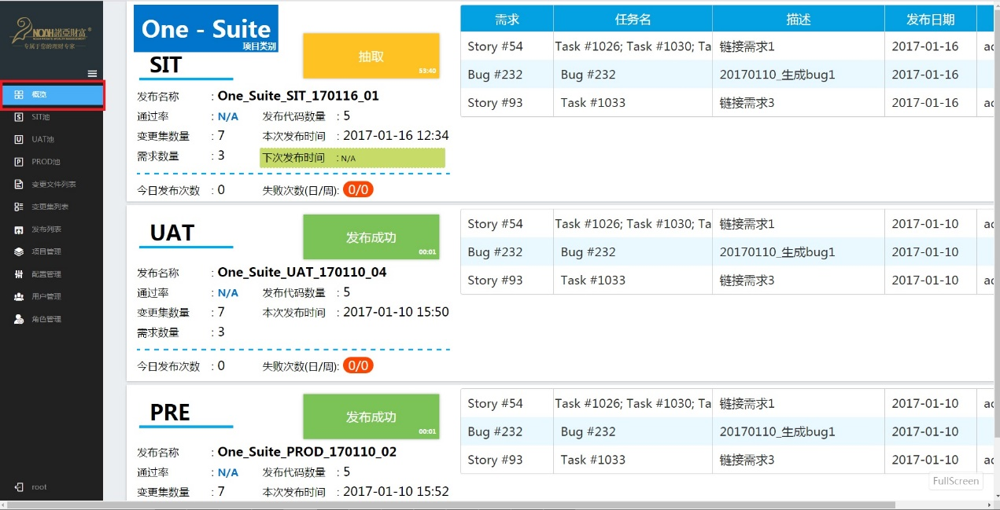 NOAH 諾亞財富
专属于您的理财专家
概览
SIT池
UAT池
PROD池
变更文件列表
变更集列表
发布列表
项目管理
配置管理
用户管理
角色管理
root
One - Suite
项目类别
SIT
抽取
53:40
发布名称 : One_Suite_SIT_170116_01
通过率 : N/A 发布代码数量 : 5
变更集数量 : 7 本次发布时间 : 2017-01-16 12:34
需求数量 : 3 下次发布时间 : N/A
今日发布次数 : 0 失败次数(日/周): 0/0
需求 任务名 描述 发布日期
Story #54 Task #1026; Task #1030; Ta 链接需求1 2017-01-16 ac
Bug #232 Bug #232 20170110_生成bug1 2017-01-16 ac
Story #93 Task #1033 链接需求3 2017-01-16 ac
UAT
发布成功
00:01
发布名称 : One_Suite_UAT_170110_04
通过率 : N/A 发布代码数量 : 5
变更集数量 : 7 本次发布时间 : 2017-01-10 15:50
需求数量 : 3
今日发布次数 : 0 失败次数(日/周): 0/0
Story #54 Task #1026; Task #1030; Ta 链接需求1 2017-01-10 ac
Bug #232 Bug #232 20170110_生成bug1 2017-01-10 ac
Story #93 Task #1033 链接需求3 2017-01-10 ac
PRE
发布成功
00:01
发布名称 : One_Suite_PROD_170110_02
通过率 : N/A 发布代码数量 : 5
变更集数量 : 7 本次发布时间 : 2017-01-10 15:52
Story #54 Task #1026; Task #1030; Ta 链接需求1 2017-01-10 ac
Bug #232 Bug #232 20170110_生成bug1 2017-01-10 ac
Story #93 Task #1033 链接需求3 2017-01-10 ac
FullScreen